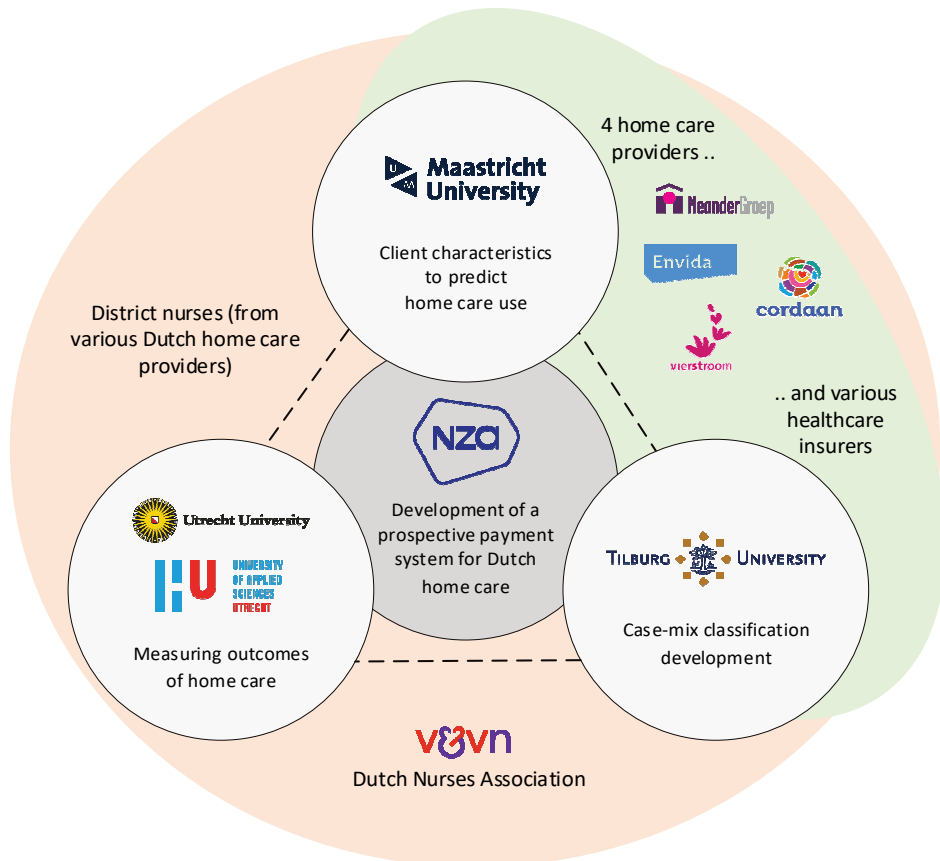 Maastricht
University
Client characteristics
to predict
home care use
4 home care
providers ..
MeanderGroep
Envida
cordaan
vierstroom
.. and various
healthcare
insurers
District nurses (from
various Dutch home care
providers)
NZa
Development of a
prospective payment
system for Dutch
home care
Utrecht University
HU
UNIVERSITY
OF APPLIED
SCIENCES
UTRECHT
Measuring outcomes
of home care
TILBURG UNIVERSITY
Case-mix classification
development
v&vn
Dutch Nurses Association